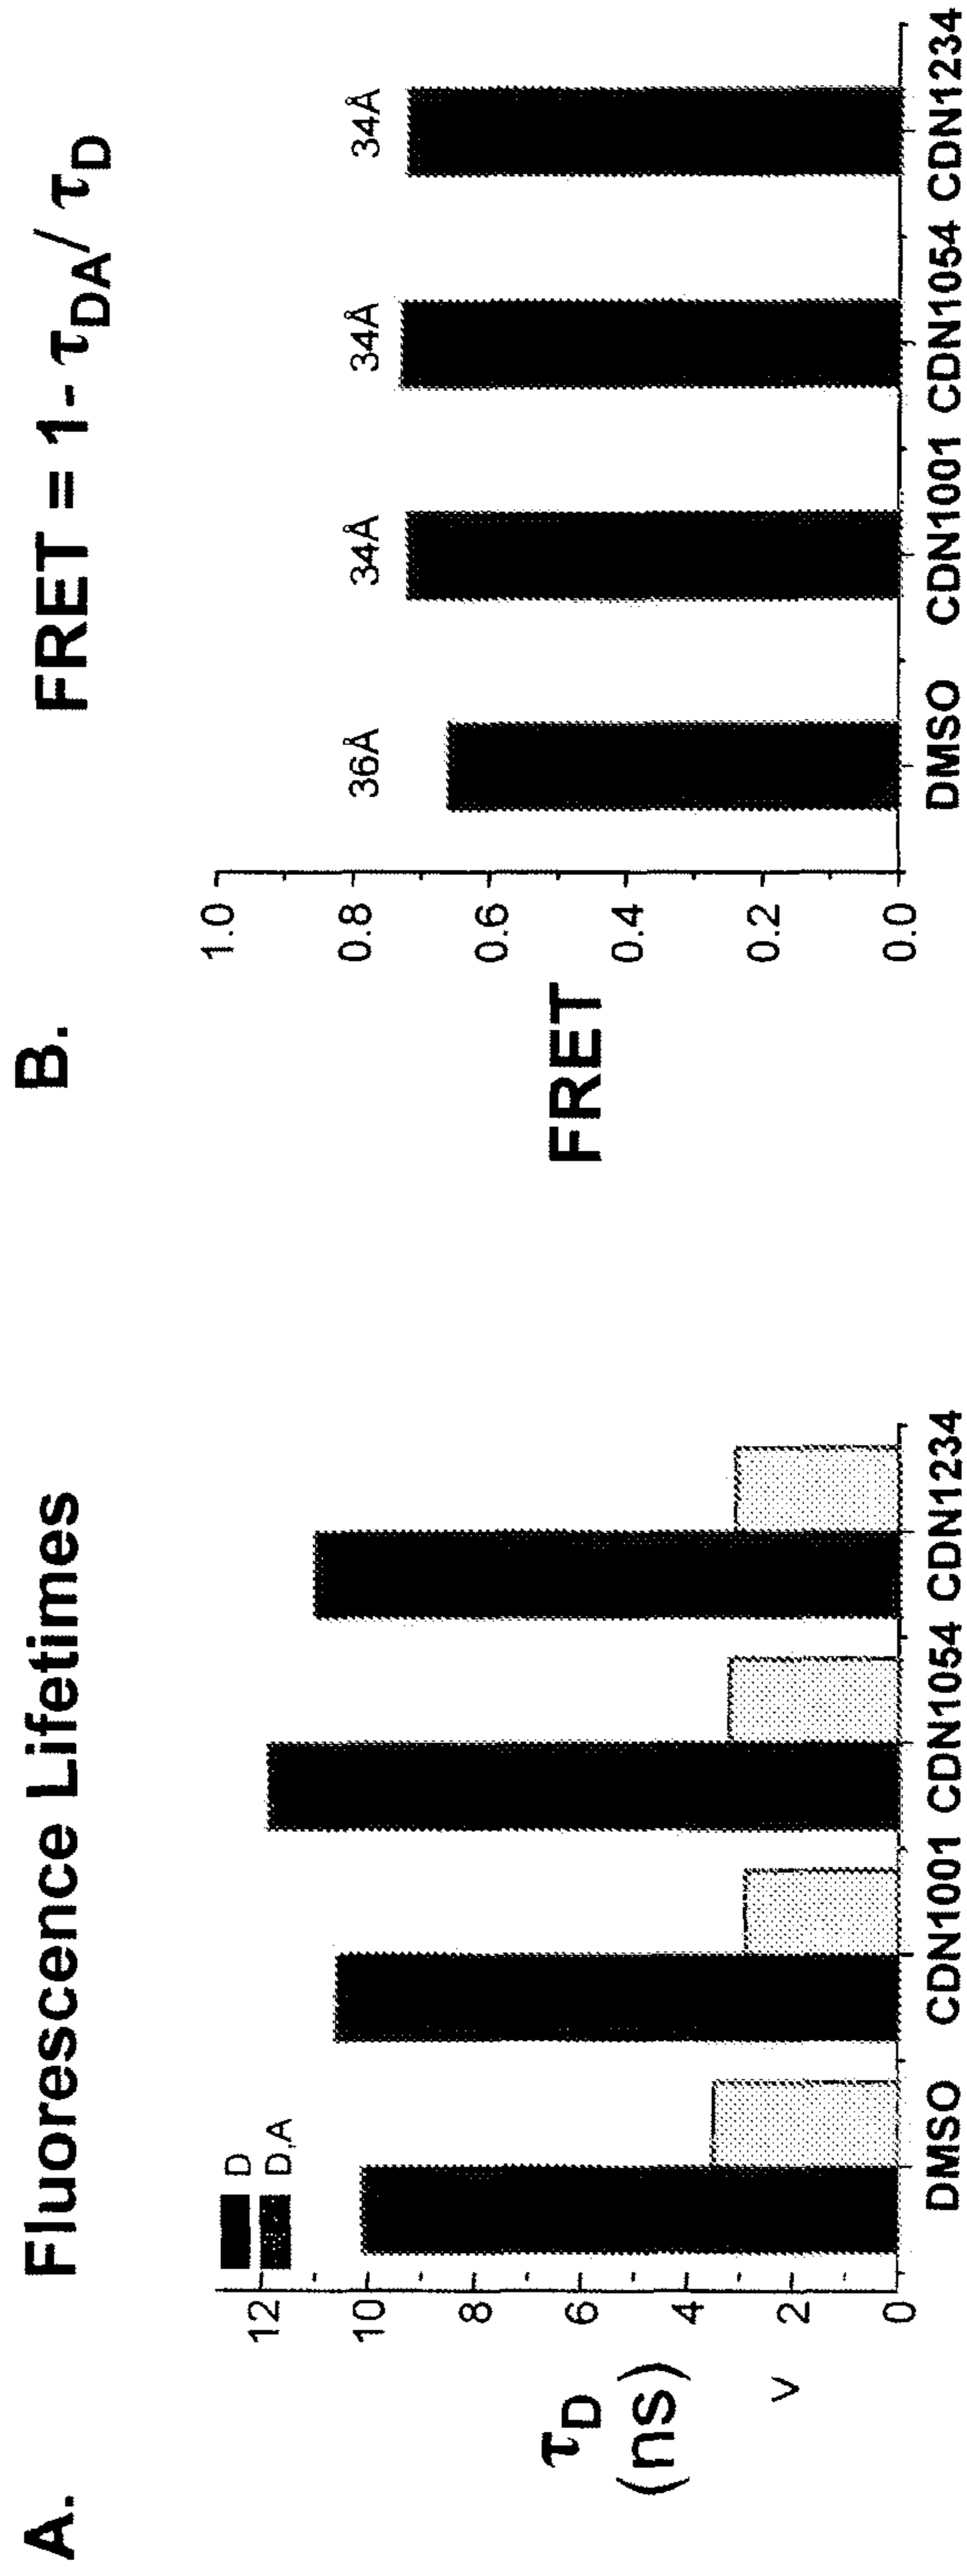 A. Fluorescence Lifetimes
D
D,A
τD
(ns)
V
12
10
8
6
4
2
0
DMSO CDN1001 CDN1054 CDN1234
B. FRET = 1- τDA/ τD
FRET
1.0
0.8
0.6
0.4
0.2
0.0
36Å 34Å 34Å 34Å
DMSO CDN1001 CDN1054 CDN1234